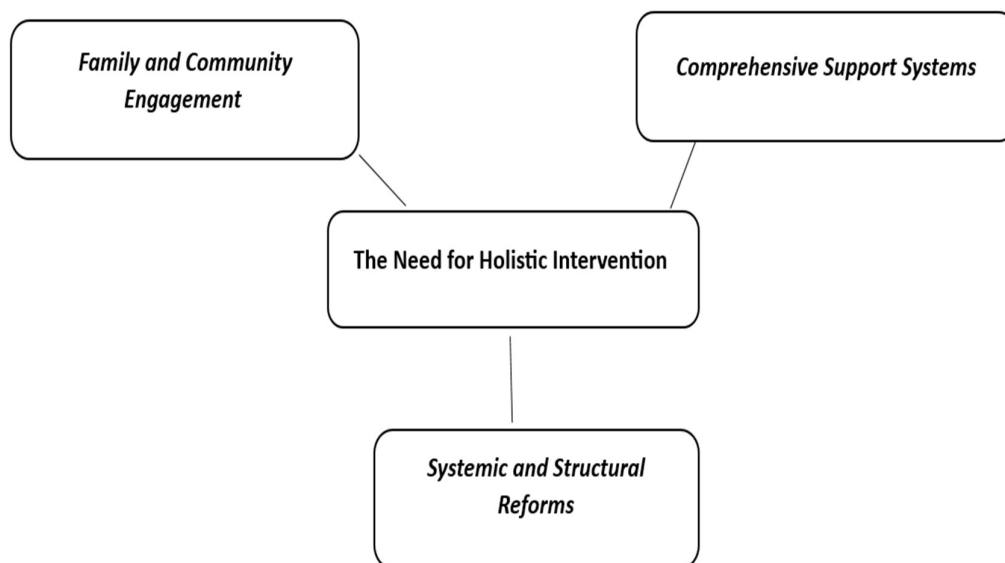 Family and Community
Engagement
Comprehensive Support Systems
The Need for Holistic Intervention
Systemic and Structural
Reforms